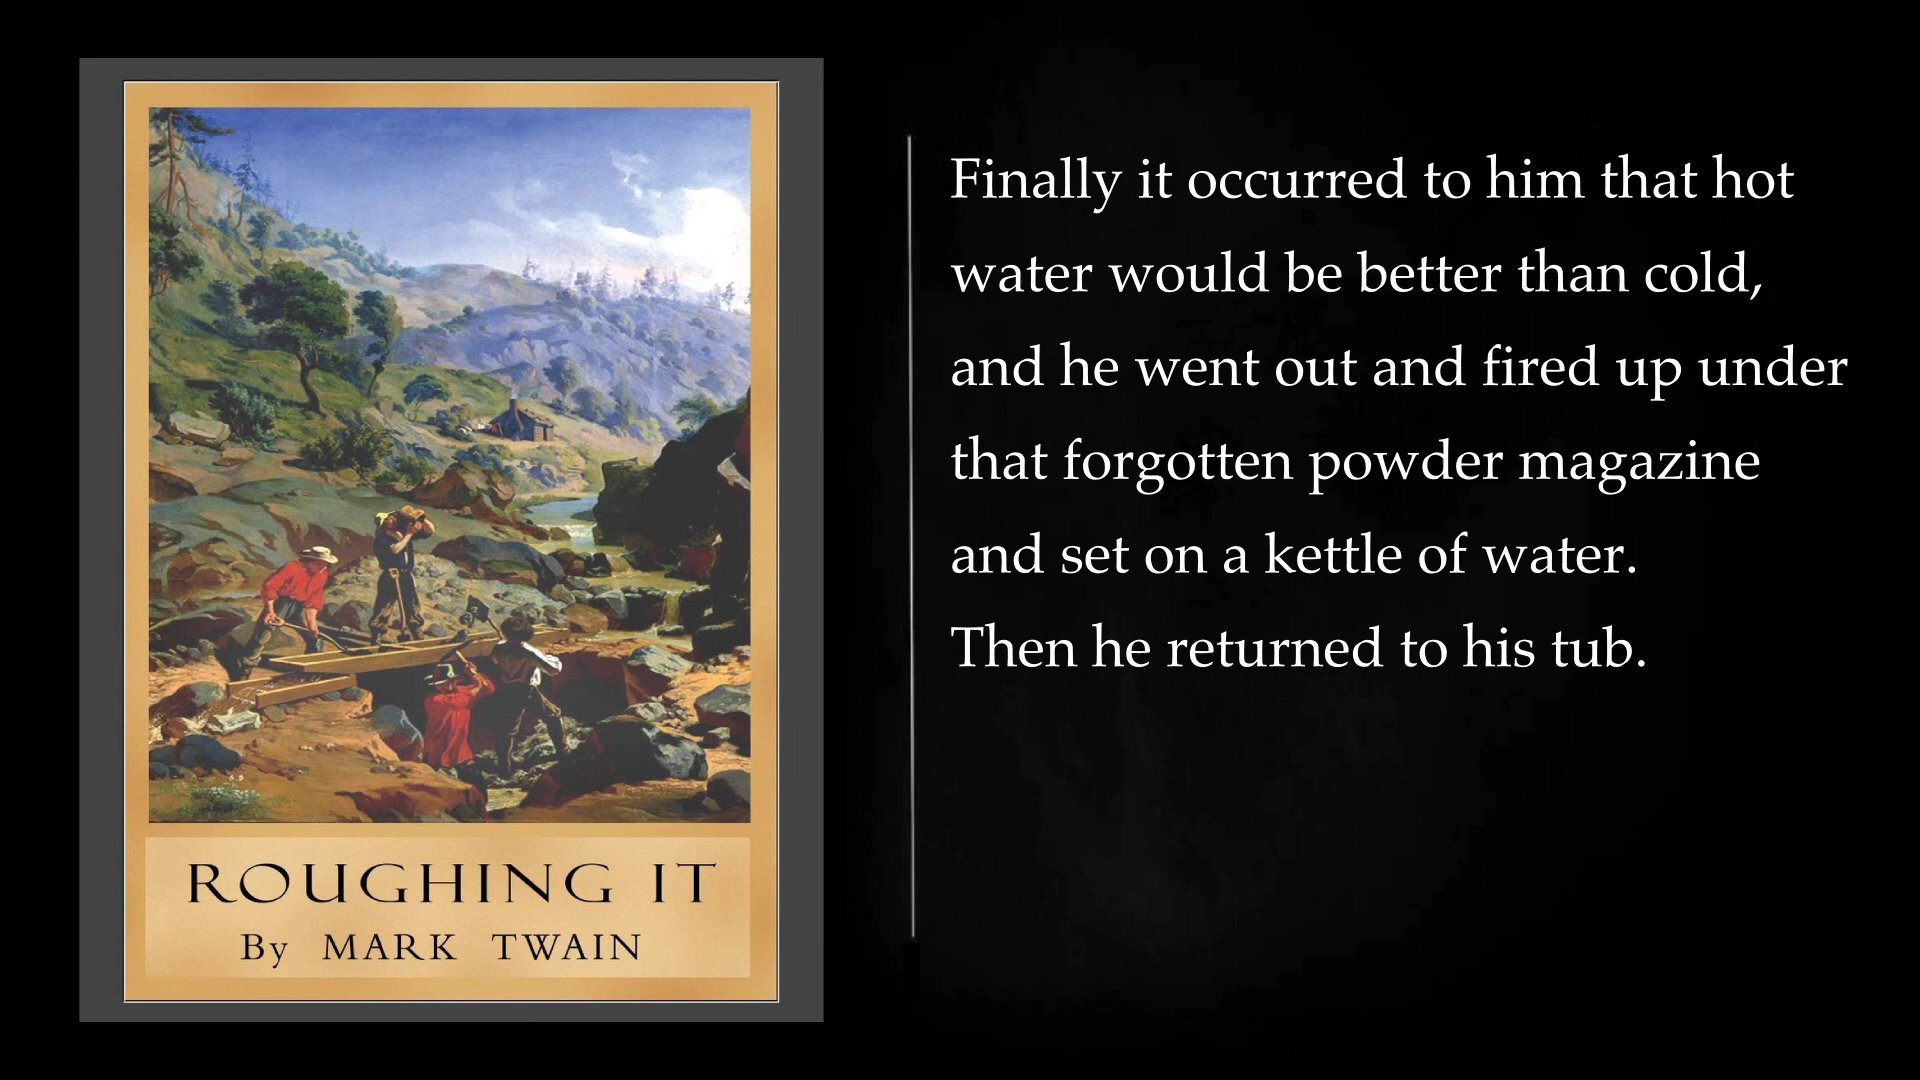 ROUGHING IT
By MARK TWAIN
Finally it occurred to him that hot
water would be better than cold,
and he went out and fired up under
that forgotten powder magazine
and set on a kettle of water.
Then he returned to his tub.